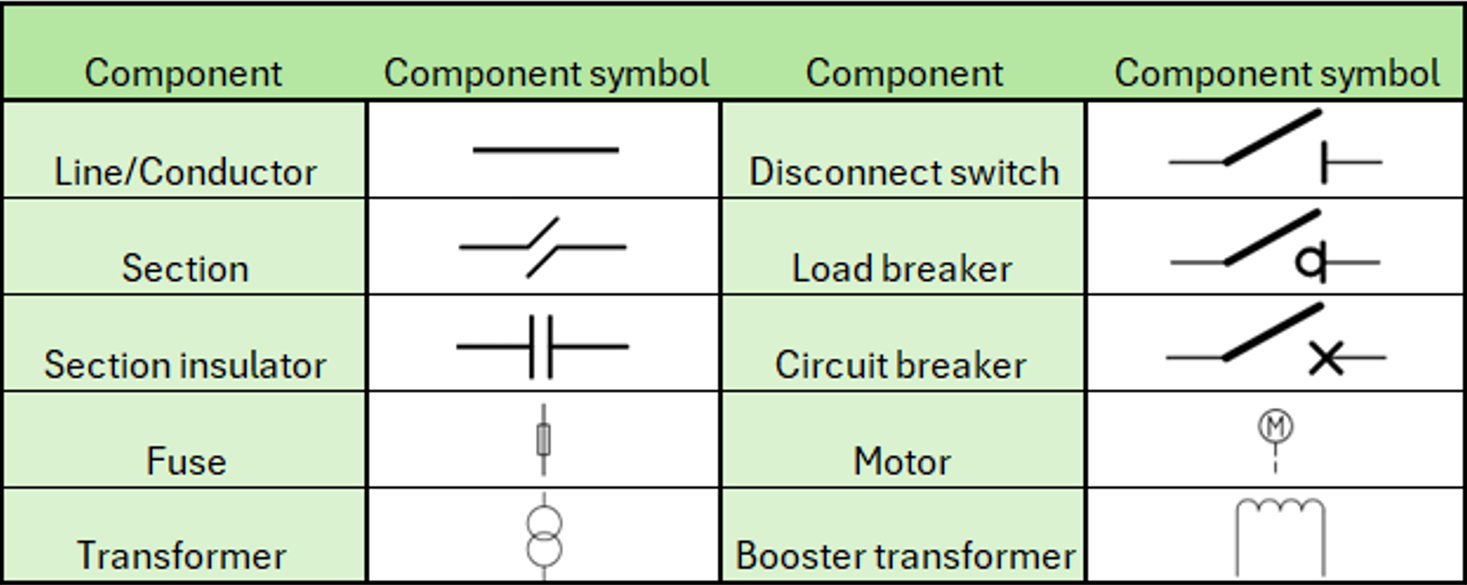 Component Component symbol Component Component symbol
Line/Conductor Disconnect switch
Section Load breaker
Section insulator Circuit breaker
M
Fuse Motor
Transformer Booster transformer